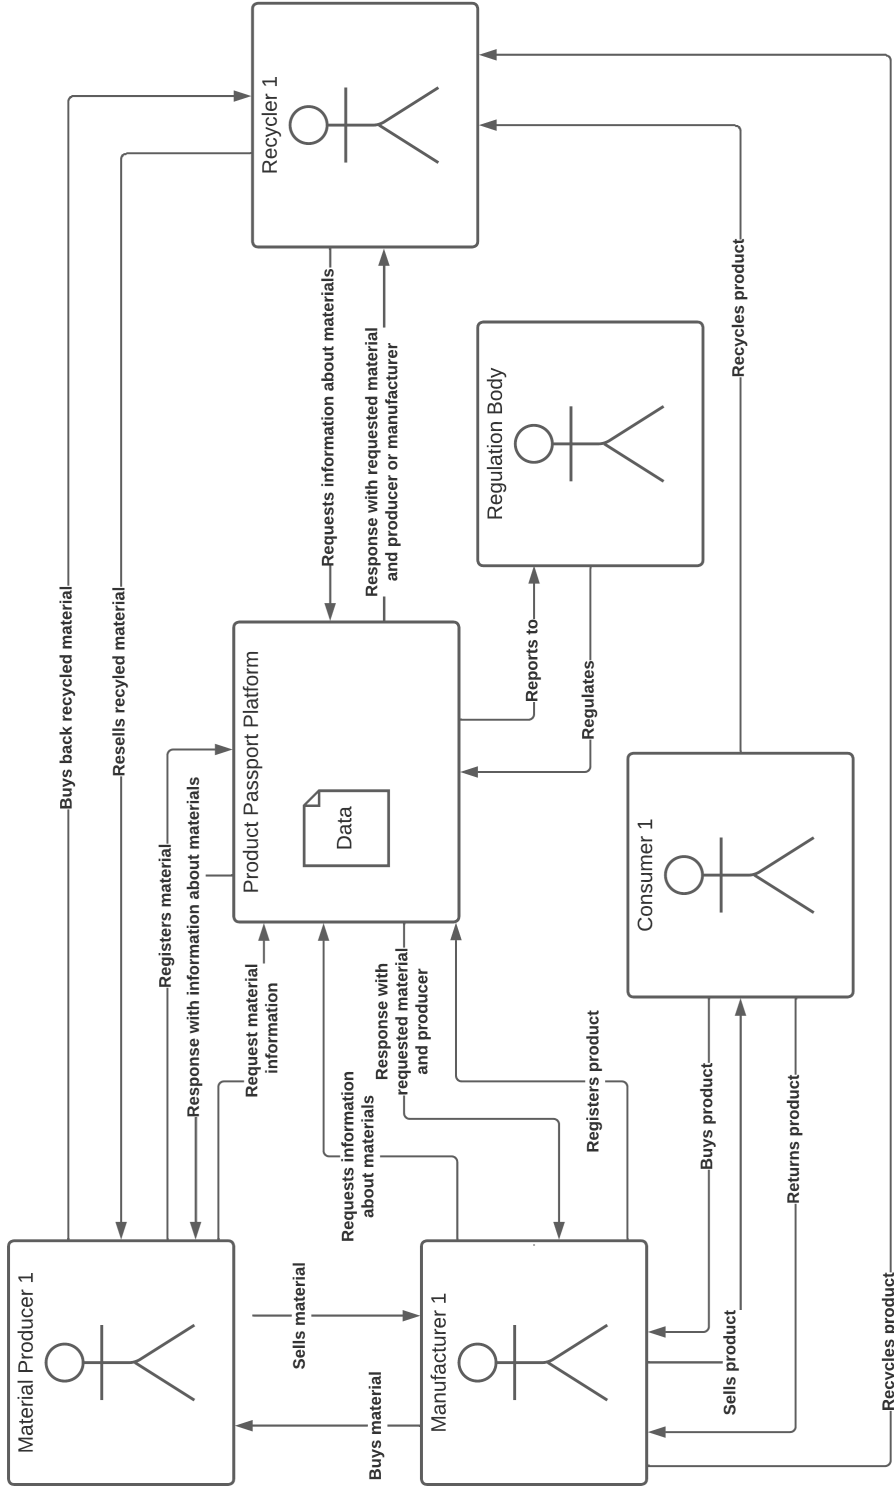 Material Producer 1
Buys back recycled material
Resells recyled material
Registers material
Response with information about materials
Request material
information
Product Passport Platform
Recycler 1
Sells material
Requests information about materials
Data
Requests information
about materials
Response with requested material
and producer or manufacturer
Buys material
Response with
requested material
and producer
Manufacturer 1
Regulation Body
Reports to
Regulates
Registers product
Consumer 1
Buys product
Sells product
Recycles product
Returns product
Recycles product